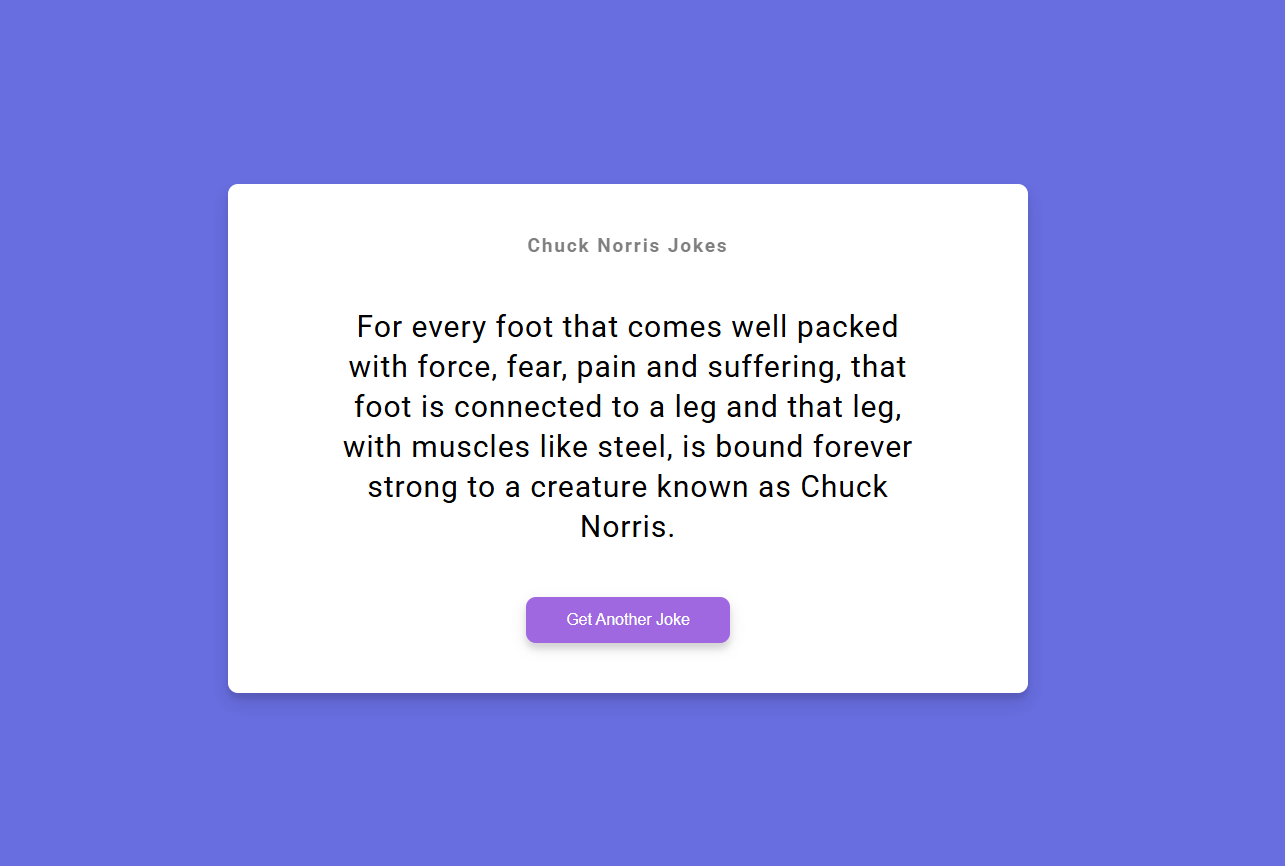 Chuck Norris Jokes
For every foot that comes well packed
with force, fear, pain and suffering, that
foot is connected to a leg and that leg,
with muscles like steel, is bound forever
strong to a creature known as Chuck
Norris.
Get Another Joke